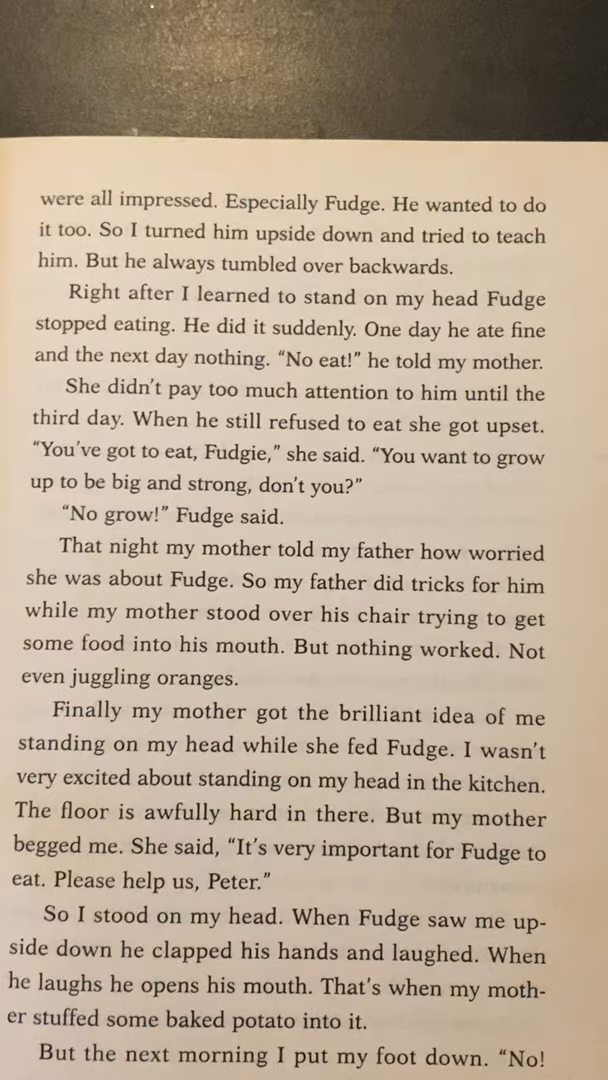 were all impressed. Especially Fudge. He wanted to do
it too. So I turned him upside down and tried to teach
him. But he always tumbled over backwards.
Right after I learned to stand on my head Fudge
stopped eating. He did it suddenly. One day he ate fine
and the next day nothing. “No eat!” he told my mother.
She didn’t pay too much attention to him until the
third day. When he still refused to eat she got upset.
“You’ve got to eat, Fudgie,” she said. “You want to grow
up to be big and strong, don’t you?”
“No grow!” Fudge said.
That night my mother told my father how worried
she was about Fudge. So my father did tricks for him
while my mother stood over his chair trying to get
some food into his mouth. But nothing worked. Not
even juggling oranges.
Finally my mother got the brilliant idea of me
standing on my head while she fed Fudge. I wasn’t
very excited about standing on my head in the kitchen.
The floor is awfully hard in there. But my mother
begged me. She said, “It’s very important for Fudge to
eat. Please help us, Peter.”
So I stood on my head. When Fudge saw me up-
side down he clapped his hands and laughed. When
he laughs he opens his mouth. That’s when my moth-
er stuffed some baked potato into it.
But the next morning I put my foot down. “No!